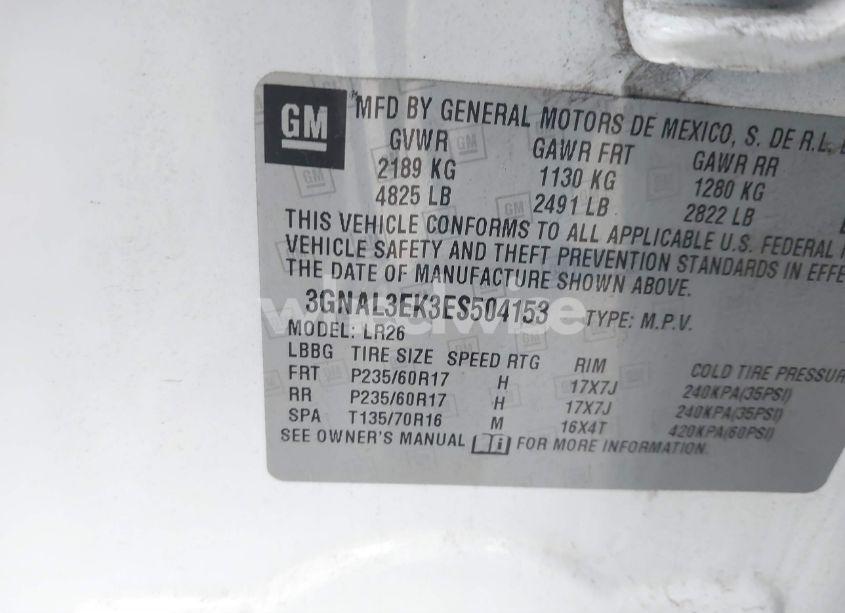 GM
MFD BY GENERAL MOTORS DE MEXICO, S. DE R.L.
GVWR GAWR FRT GAWR RR
2189 KG 1130 KG 1280 KG
4825 LB 2491 LB 2822 LB
THIS VEHICLE CONFORMS TO ALL APPLICABLE U.S. FEDERAL
VEHICLE SAFETY AND THEFT PREVENTION STANDARDS IN EFFE
THE DATE OF MANUFACTURE SHOWN ABOVE.
3GNAL3EK3ES504153 TYPE: M.P.V.
MODEL: LR26
LBBG TIRE SIZE SPEED RTG RIM COLD TIRE PRESSUR
FRT P235/60R17 H 17X7J 240KPA(35PSI)
RR P235/60R17 H 17X7J 240KPA(35PSI)
SPA T135/70R16 M 16X4T 420KPA(60PSI)
SEE OWNER'S MANUAL i FOR MORE INFORMATION.